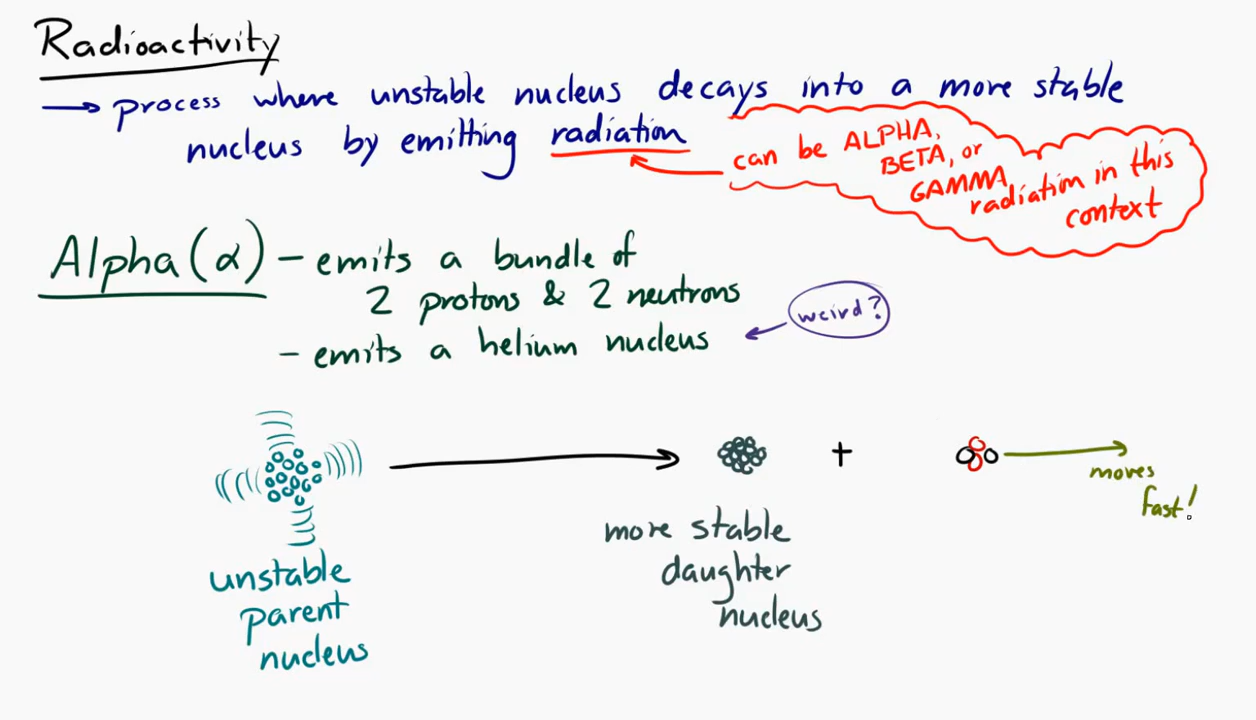 Radioactivity
→ process where unstable nucleus decays into a more stable
nucleus by emitting radiation
can be ALPHA,
BETA, or
GAMMA
radiation in this
context
Alpha (α) – emits a bundle of
2 protons & 2 neutrons
– emits a helium nucleus
weird?
+
moves
fast!
unstable
parent
nucleus
more stable
daughter
nucleus